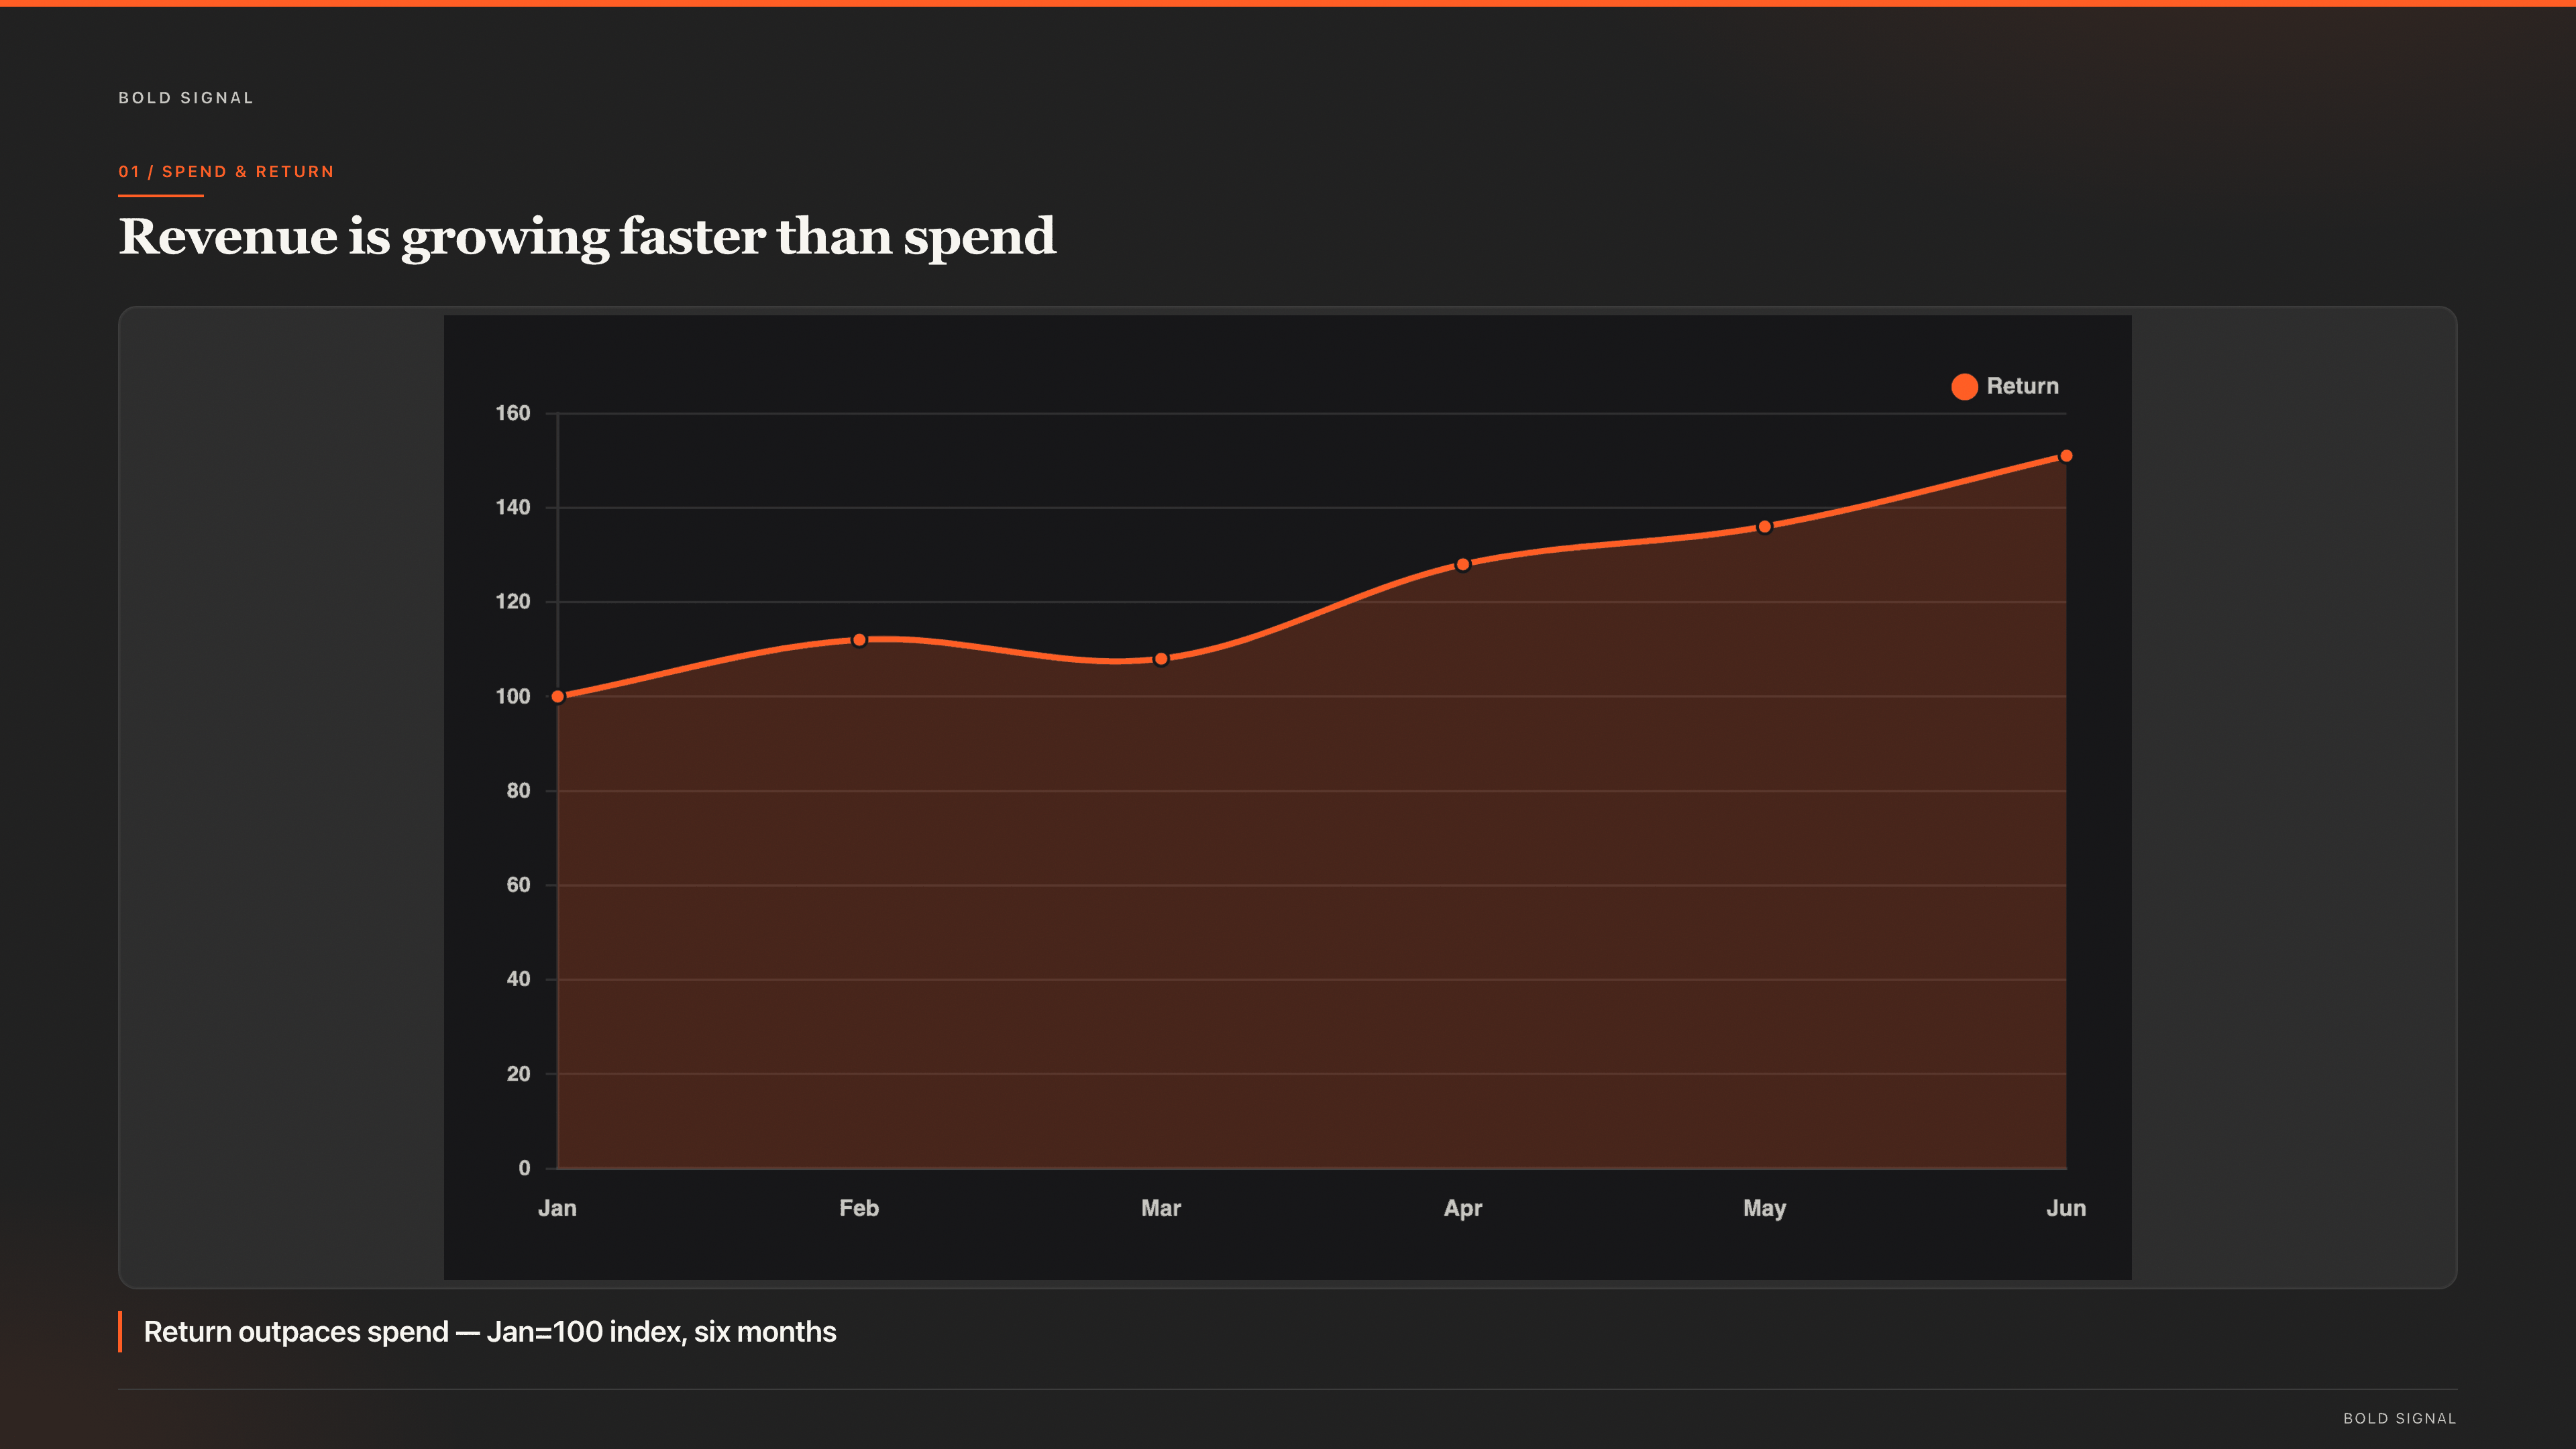 BOLD SIGNAL
01 / SPEND & RETURN
Revenue is growing faster than spend
Return
160
140
120
100
80
60
40
20
0
Jan Feb Mar Apr May Jun
Return outpaces spend — Jan=100 index, six months
BOLD SIGNAL